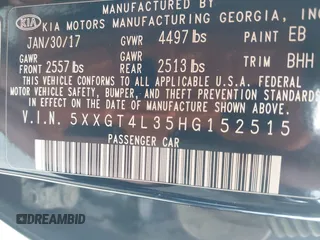 KIA KIA MOTORS MANUFACTURING GEORGIA, INC
JAN/30/17 GVWR 4497 lbs PAINT EB
GAWR FRONT 2557 lbs GAWR REAR 2513 lbs TRIM BHH
THIS VEHICLE CONFORMS TO ALL APPLICABLE FEDERAL MOTOR VEHICLE
SAFETY, BUMPER, AND THEFT PREVENTION STANDARDS
IN EFFECT ON THE DATE OF MANUFACTURE SHOWN ABOVE.
V.I.N. 5XXGT4L35HG152515
PASSENGER CAR
© DREAMBID